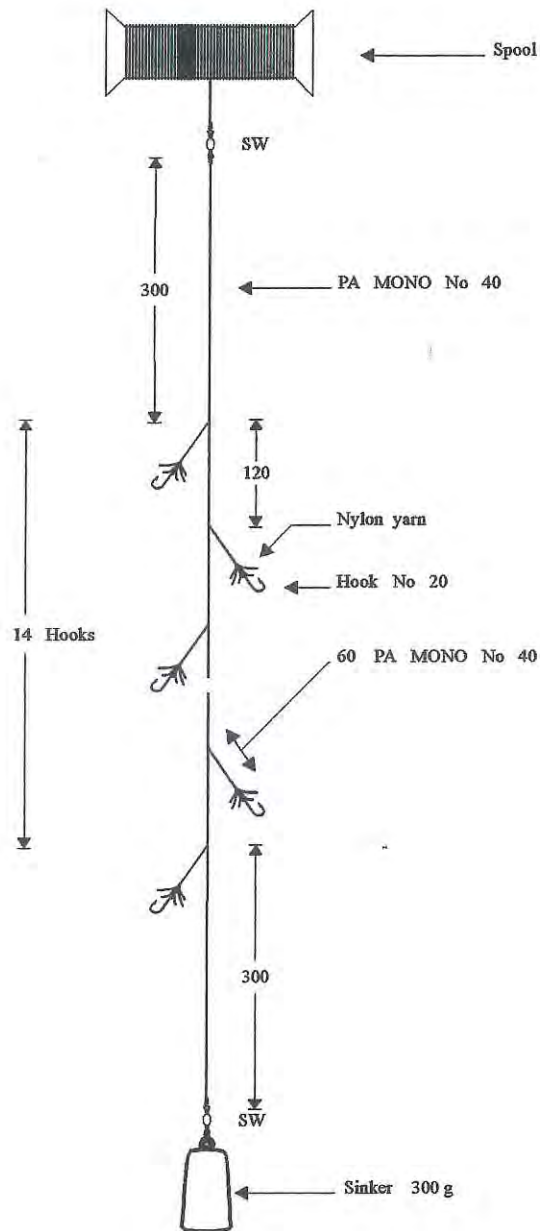 Spool
SW
300
PA MONO No 40
120
Nylon yarn
Hook No 20
14 Hooks
60 PA MONO No 40
300
SW
Sinker 300 g